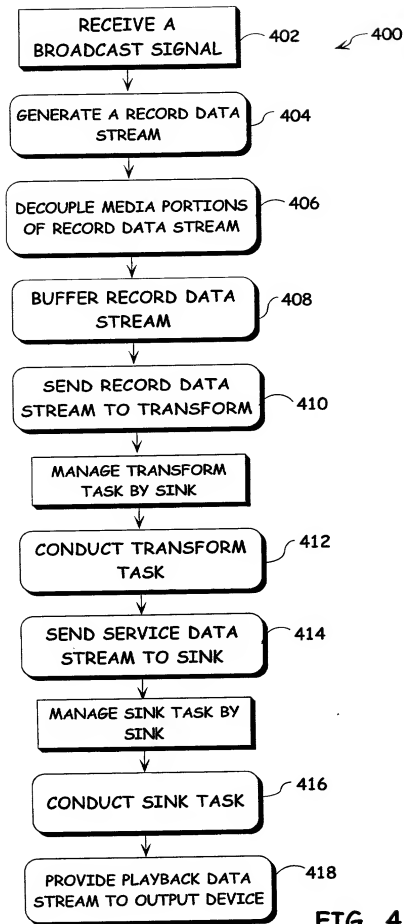 RECEIVE A
BROADCAST SIGNAL
402
400
GENERATE A RECORD DATA
STREAM
404
DECOUPLE MEDIA PORTIONS
OF RECORD DATA STREAM
406
BUFFER RECORD DATA
STREAM
408
SEND RECORD DATA
STREAM TO TRANSFORM
410
MANAGE TRANSFORM
TASK BY SINK
CONDUCT TRANSFORM
TASK
412
SEND SERVICE DATA
STREAM TO SINK
414
MANAGE SINK TASK BY
SINK
CONDUCT SINK TASK
416
PROVIDE PLAYBACK DATA
STREAM TO OUTPUT DEVICE
418
FIG. 4